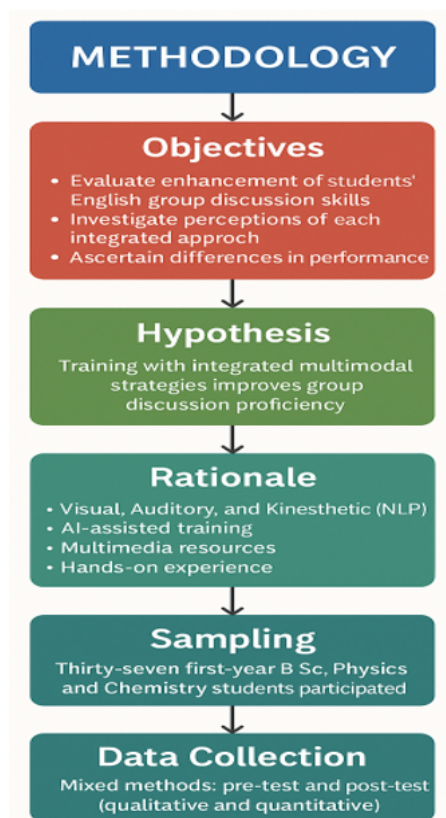 METHODOLOGY
Objectives
• Evaluate enhancement of students'
English group discussion skills
• Investigate perceptions of each
integrated approch
• Ascertain differences in performance
Hypothesis
Training with integrated multimodal
strategies improves group
discussion proficiency
Rationale
• Visual, Auditory, and Kinesthetic (NLP)
• AI-assisted training
• Multimedia resources
• Hands-on experience
Sampling
Thirty-seven first-year B Sc, Physics
and Chemistry students participated
Data Collection
Mixed methods: pre-test and post-test
(qualitative and quantitative)